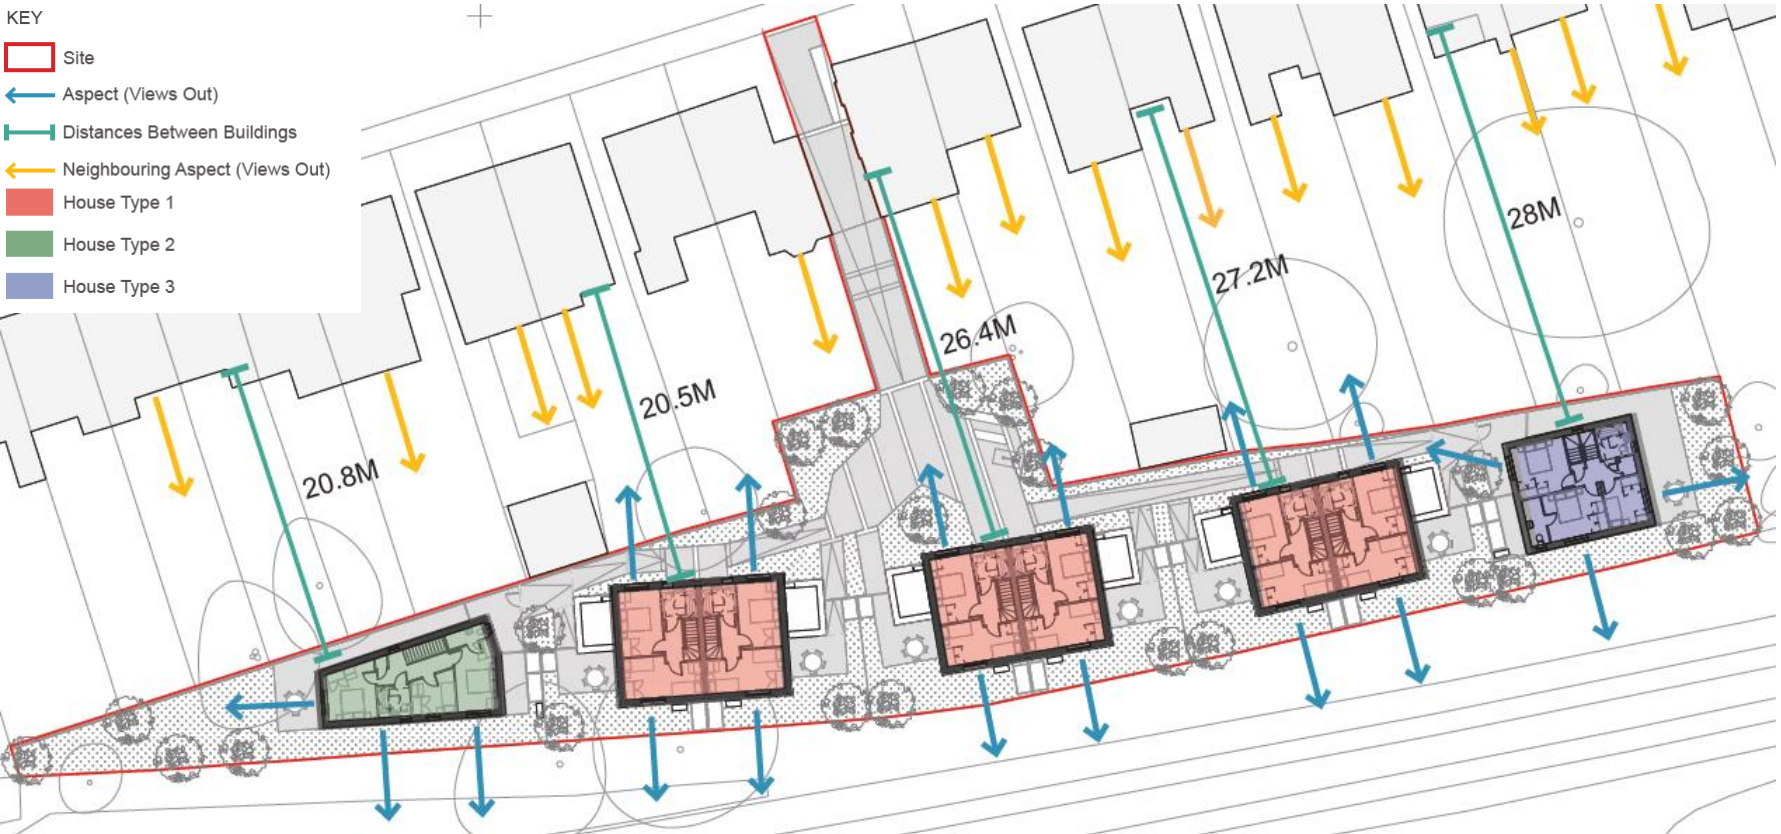 KEY
Site
Aspect (Views Out)
Distances Between Buildings
Neighbouring Aspect (Views Out)
House Type 1
House Type 2
House Type 3
20.8M
20.5M
26.4M
27.2M
28M